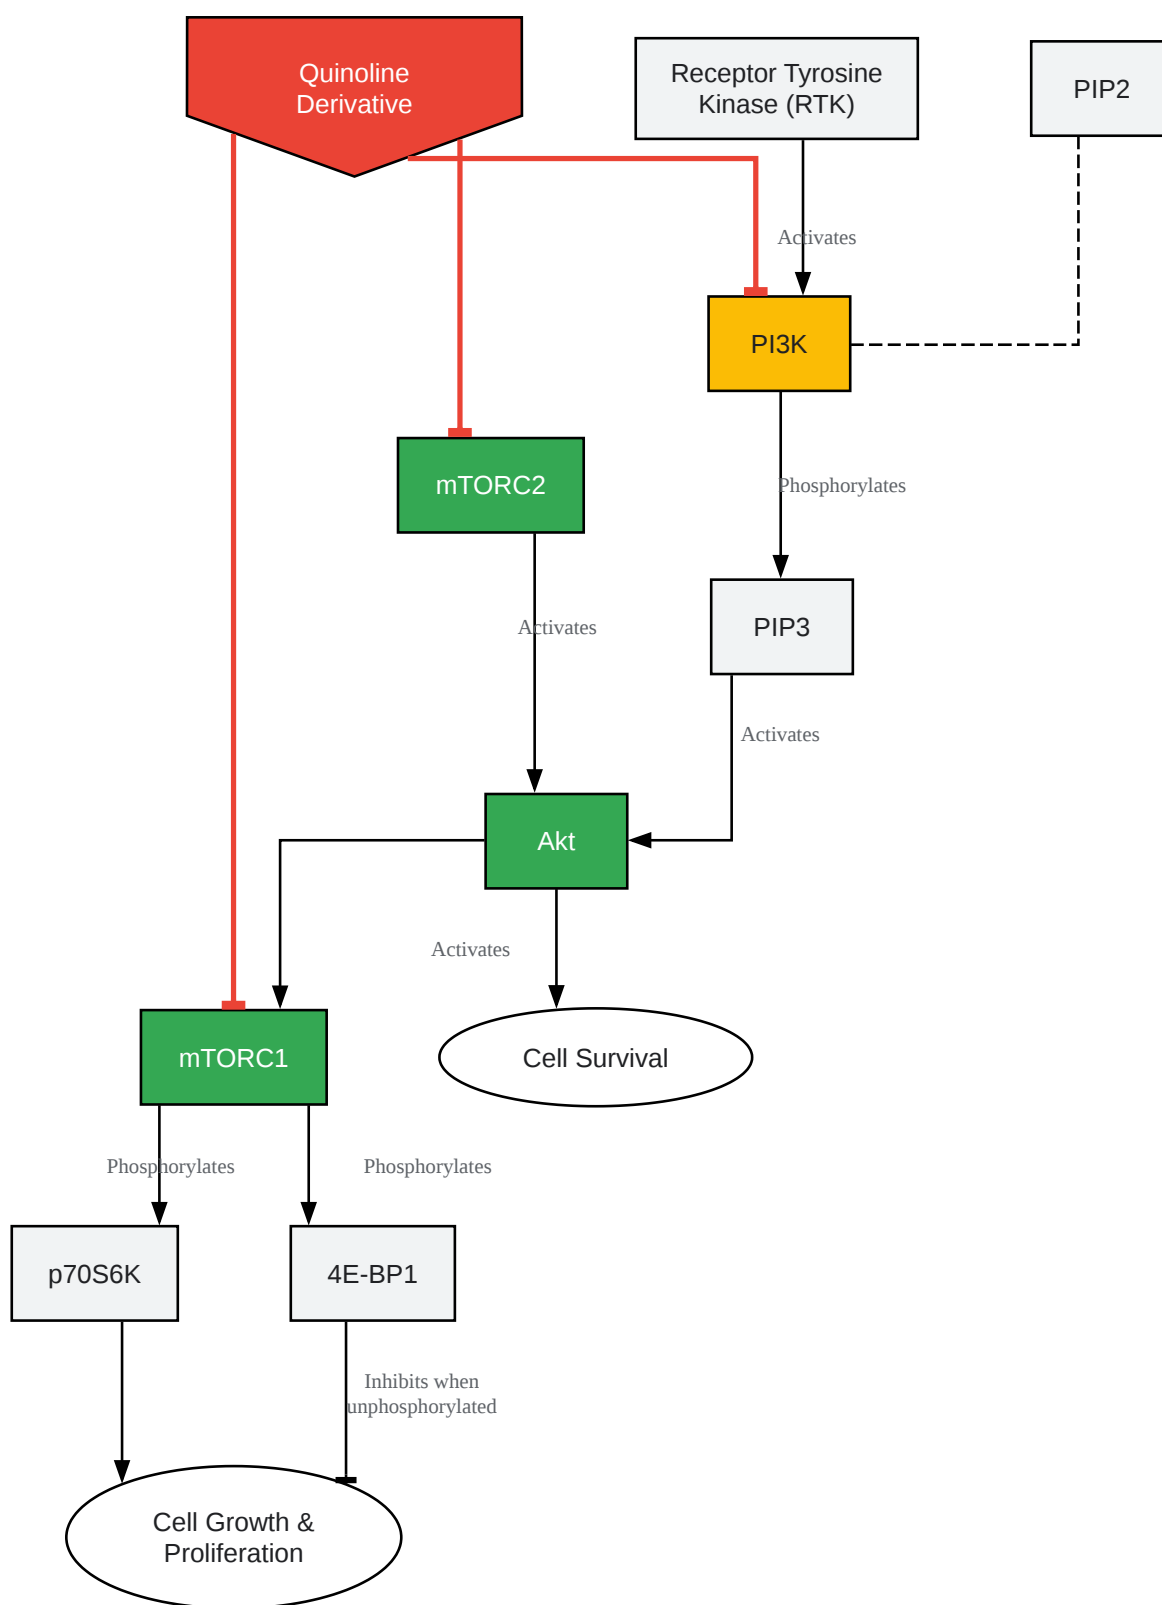 Quinoline
Derivative
Receptor Tyrosine
Kinase (RTK)
PIP2
Activates
PI3K
mTORC2
Phosphorylates
Activates
PIP3
Activates
Akt
Activates
mTORC1
Cell Survival
Phosphorylates
Phosphorylates
p70S6K
4E-BP1
Inhibits when
unphosphorylated
Cell Growth &
Proliferation